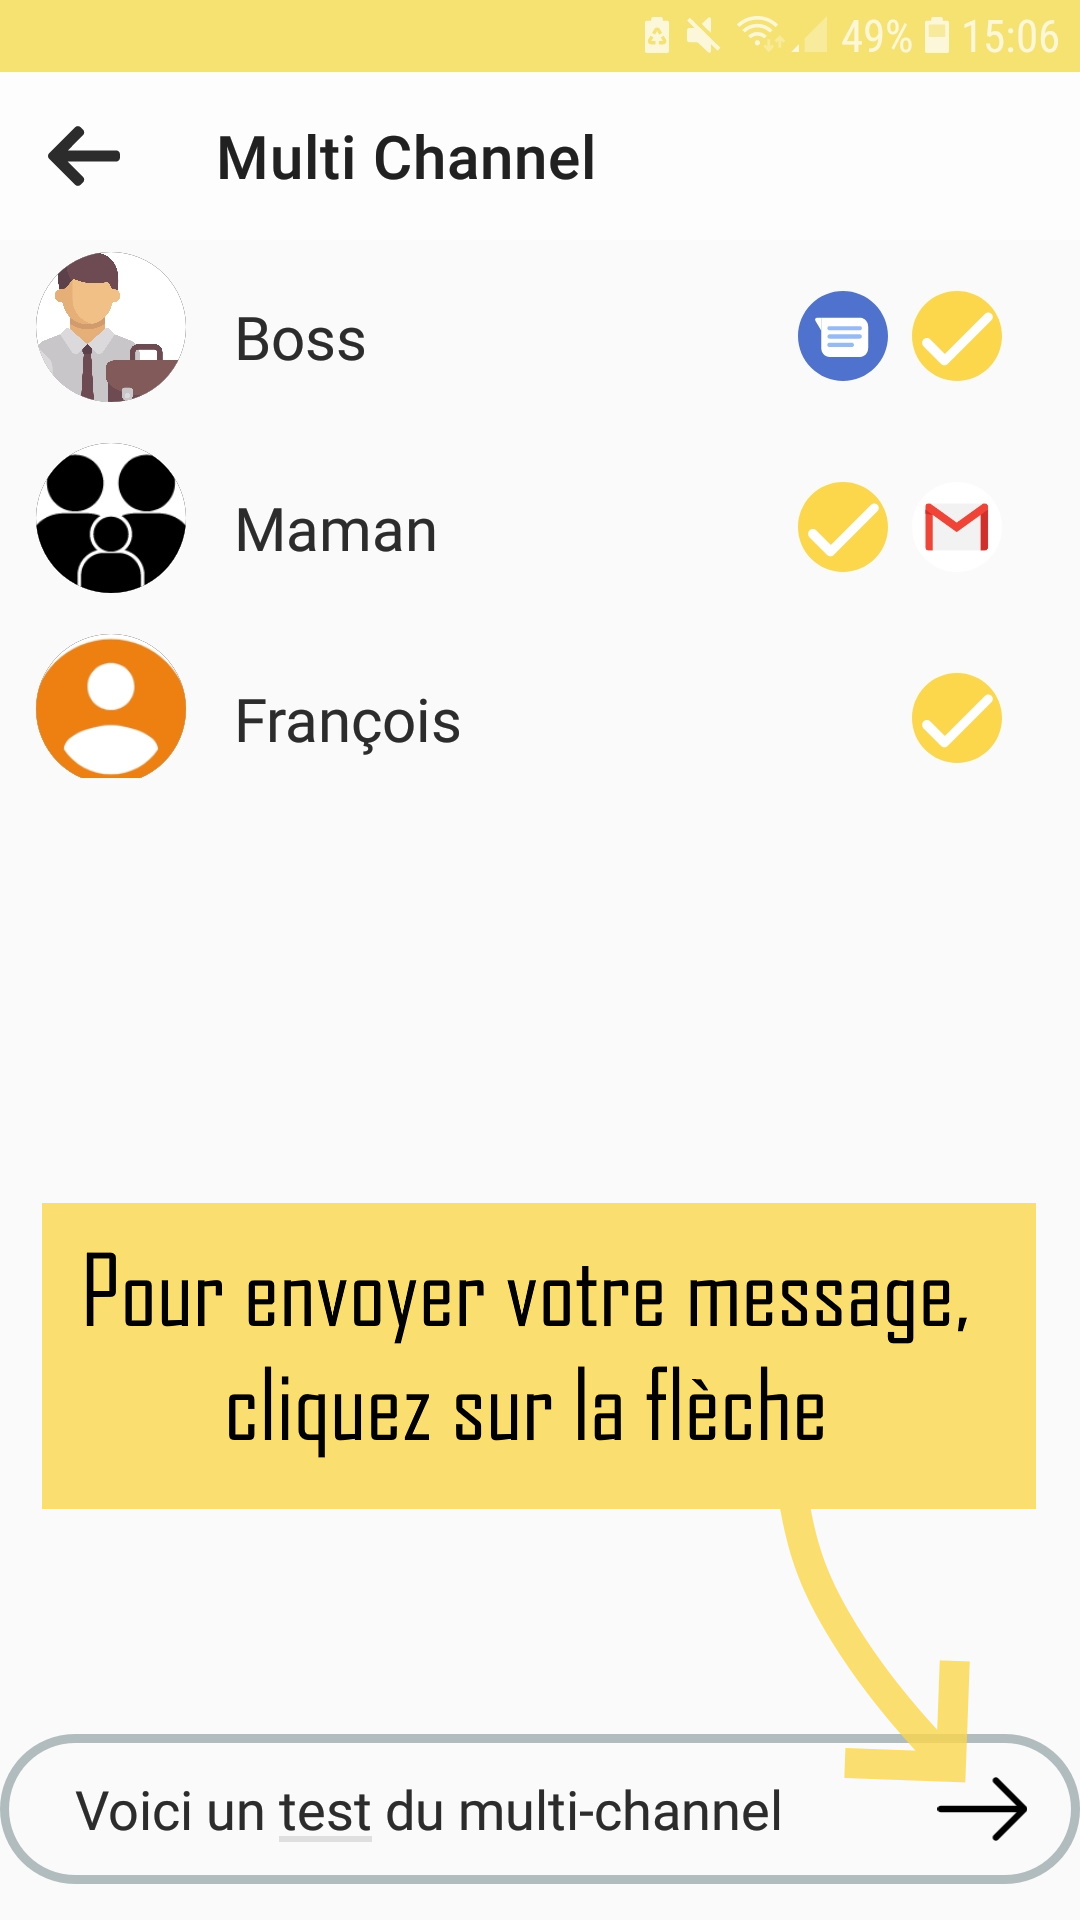 49% 15:06
Multi Channel
Boss
Maman
François
Pour envoyer votre message,
cliquez sur la flèche
Voici un test du multi-channel